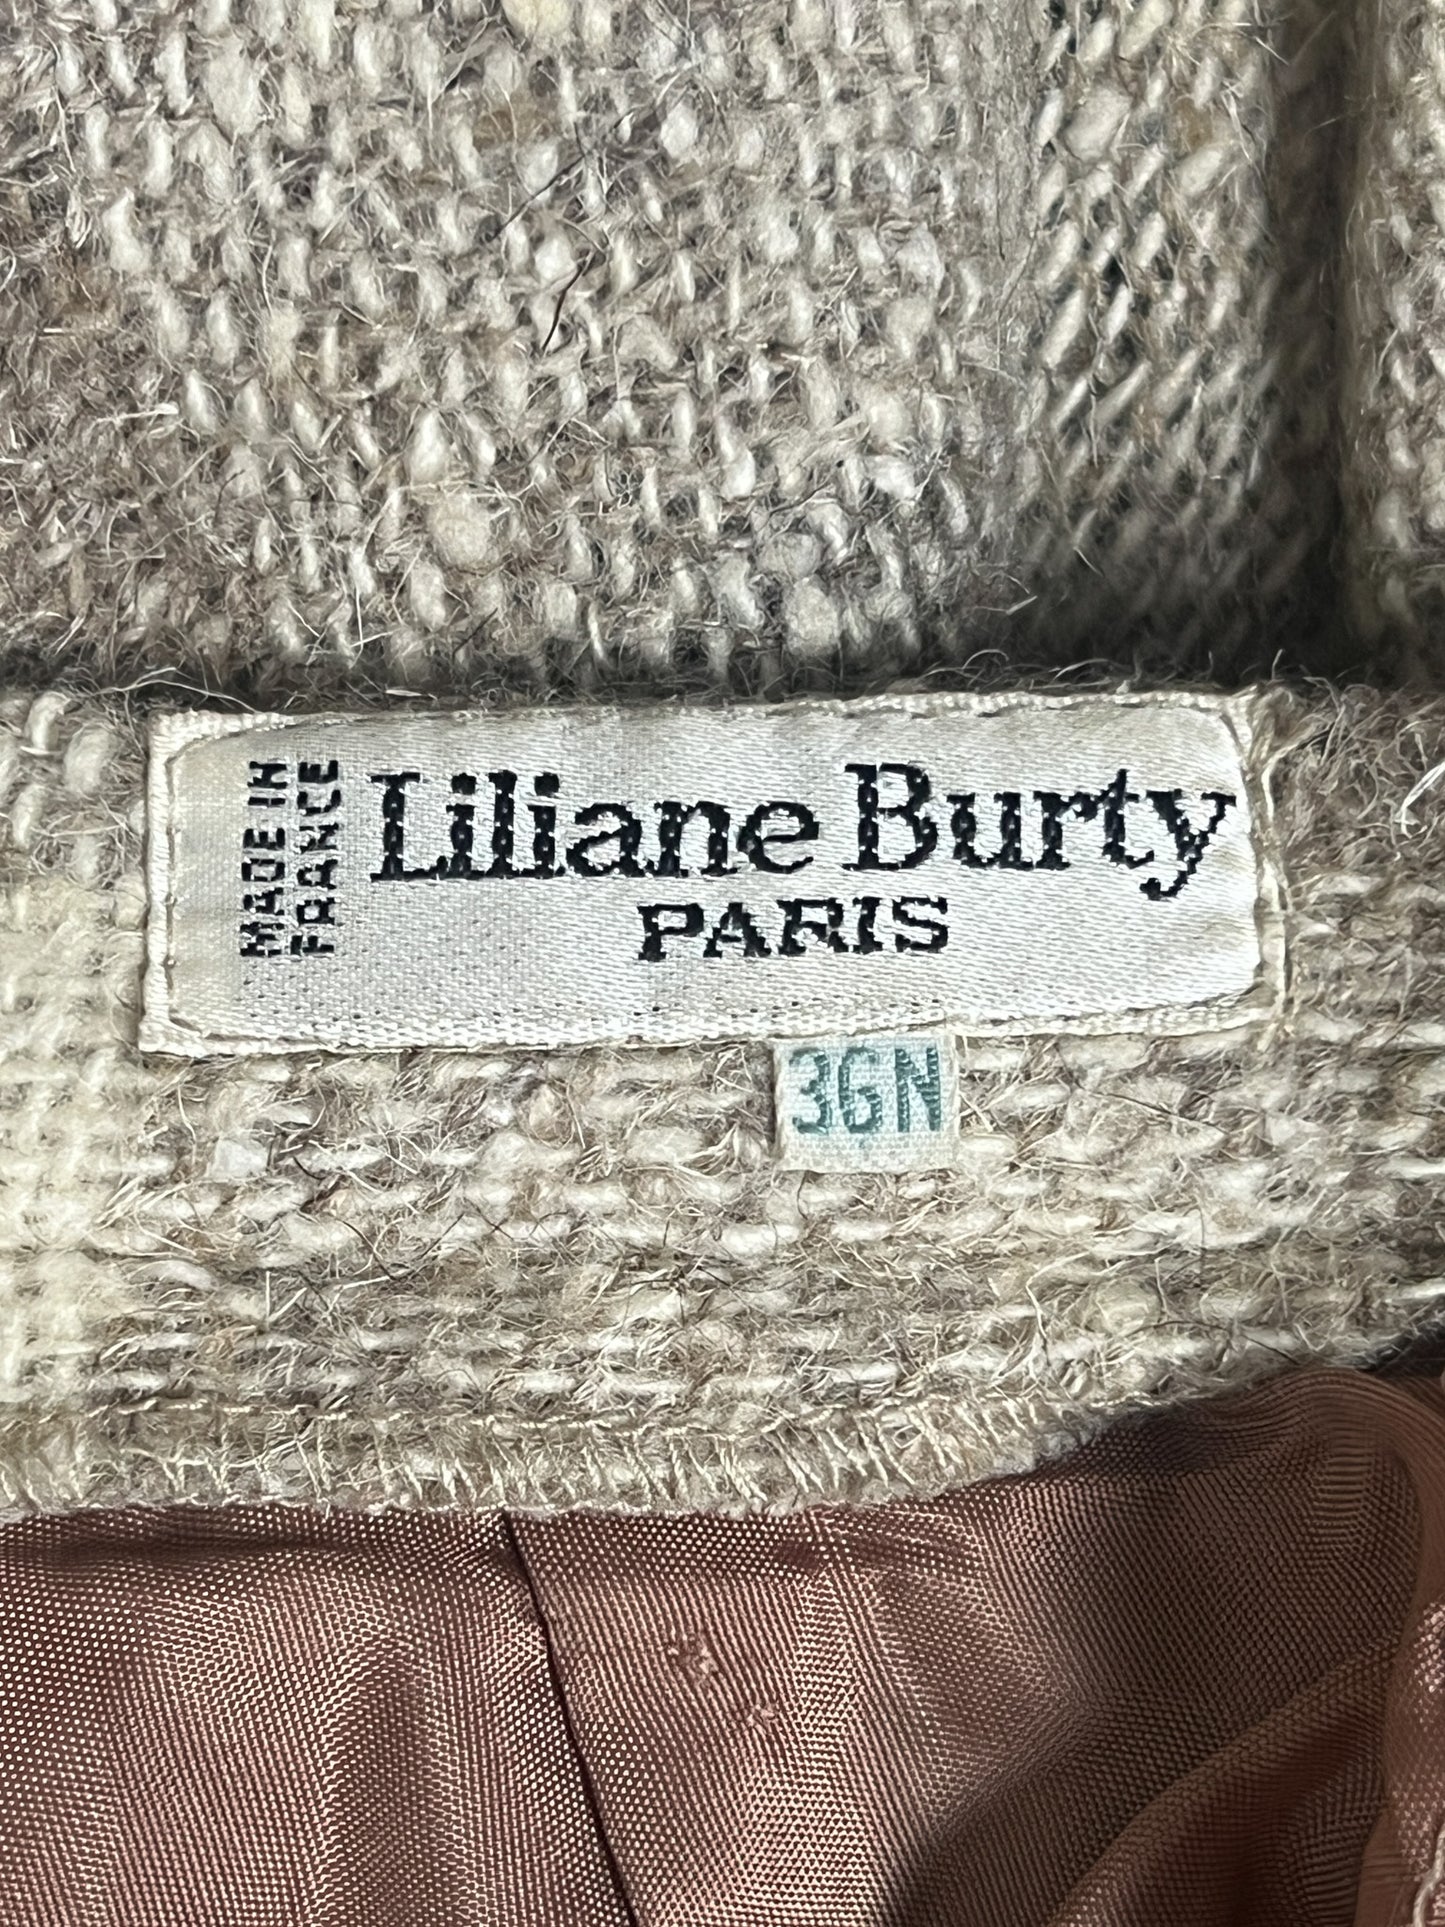 MADE IN
FRANCE
Liliane Burty
PARIS
36N